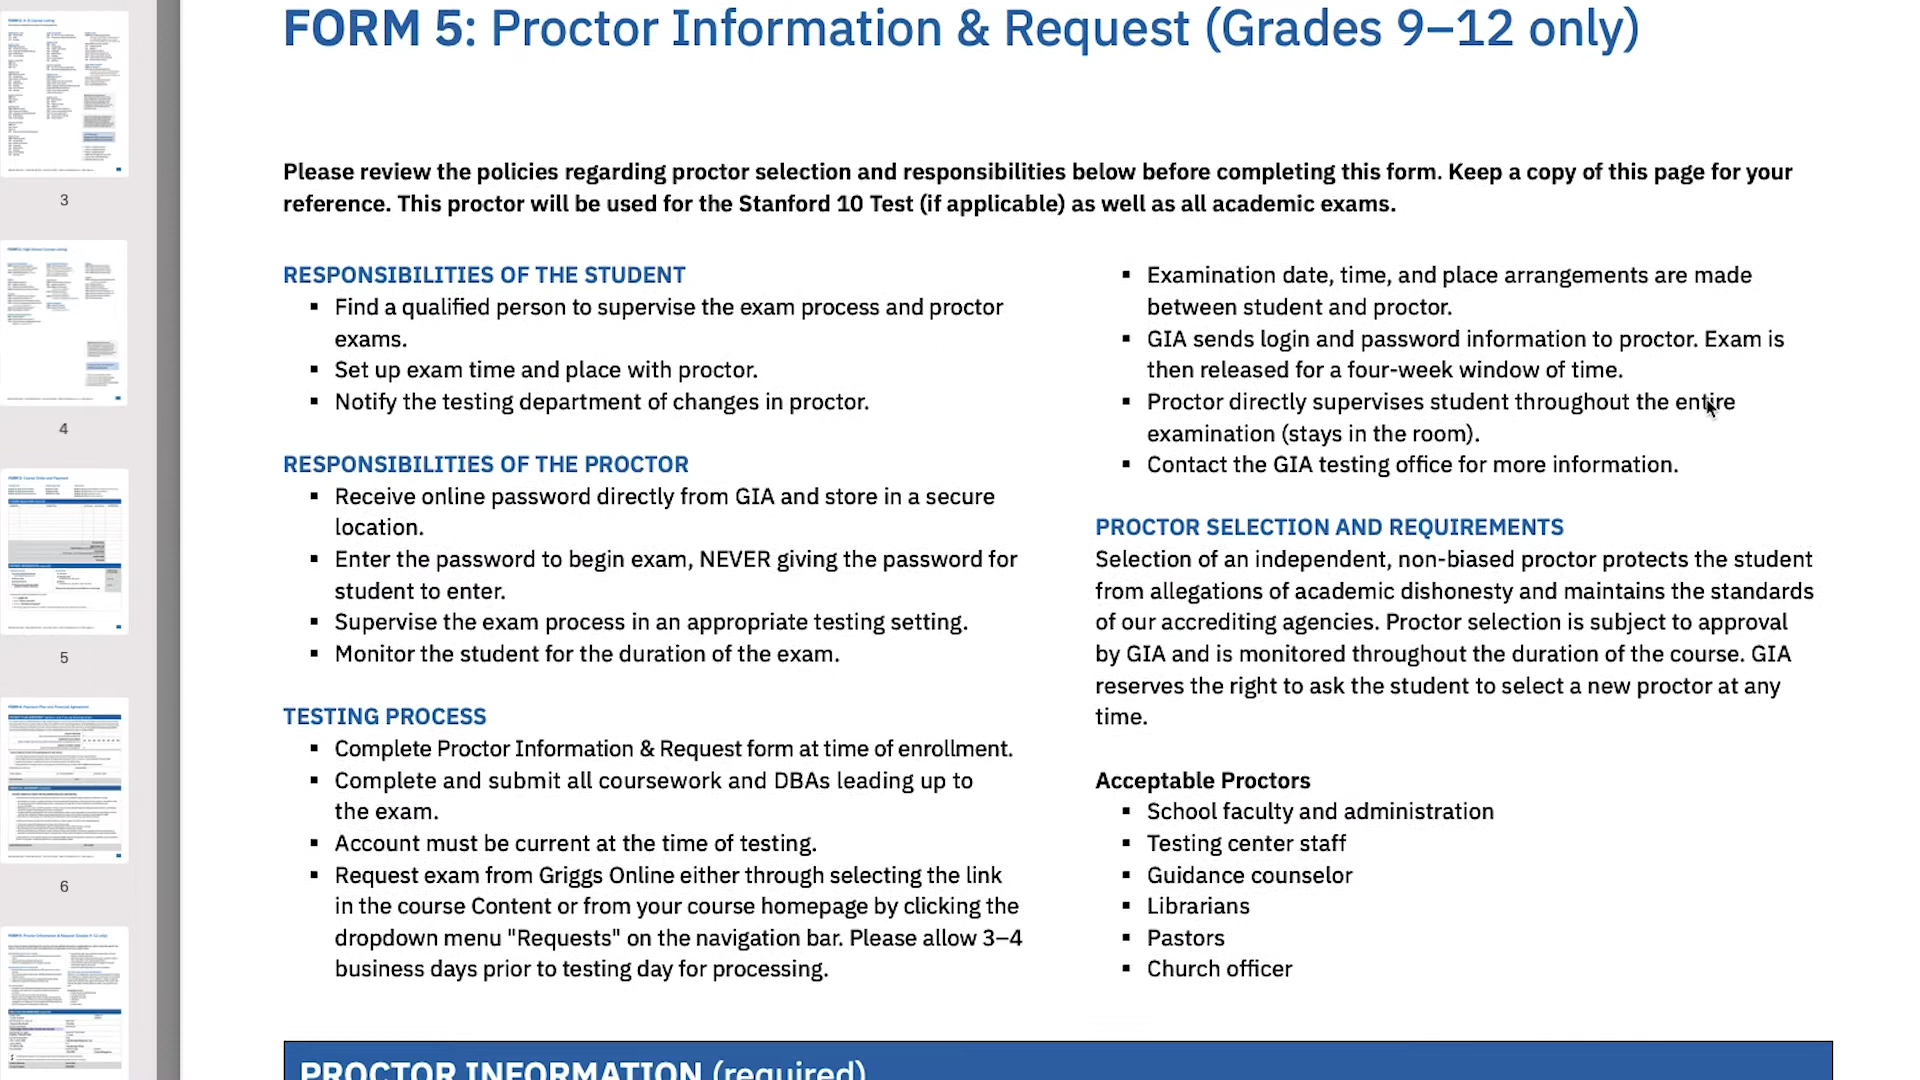 FORM 5: Proctor Information & Request (Grades 9–12 only)
Please review the policies regarding proctor selection and responsibilities below before completing this form. Keep a copy of this page for your
reference. This proctor will be used for the Stanford 10 Test (if applicable) as well as all academic exams.
RESPONSIBILITIES OF THE STUDENT
▪ Find a qualified person to supervise the exam process and proctor
exams.
▪ Set up exam time and place with proctor.
▪ Notify the testing department of changes in proctor.
RESPONSIBILITIES OF THE PROCTOR
▪ Receive online password directly from GIA and store in a secure
location.
▪ Enter the password to begin exam, NEVER giving the password for
student to enter.
▪ Supervise the exam process in an appropriate testing setting.
▪ Monitor the student for the duration of the exam.
TESTING PROCESS
▪ Complete Proctor Information & Request form at time of enrollment.
▪ Complete and submit all coursework and DBAs leading up to
the exam.
▪ Account must be current at the time of testing.
▪ Request exam from Griggs Online either through selecting the link
in the course Content or from your course homepage by clicking the
dropdown menu "Requests" on the navigation bar. Please allow 3–4
business days prior to testing day for processing.
▪ Examination date, time, and place arrangements are made
between student and proctor.
▪ GIA sends login and password information to proctor. Exam is
then released for a four-week window of time.
▪ Proctor directly supervises student throughout the entire
examination (stays in the room).
▪ Contact the GIA testing office for more information.
PROCTOR SELECTION AND REQUIREMENTS
Selection of an independent, non-biased proctor protects the student
from allegations of academic dishonesty and maintains the standards
of our accrediting agencies. Proctor selection is subject to approval
by GIA and is monitored throughout the duration of the course. GIA
reserves the right to ask the student to select a new proctor at any
time.
Acceptable Proctors
▪ School faculty and administration
▪ Testing center staff
▪ Guidance counselor
▪ Librarians
▪ Pastors
▪ Church officer
PROCTOR INFORMATION (required)
3
4
5
6